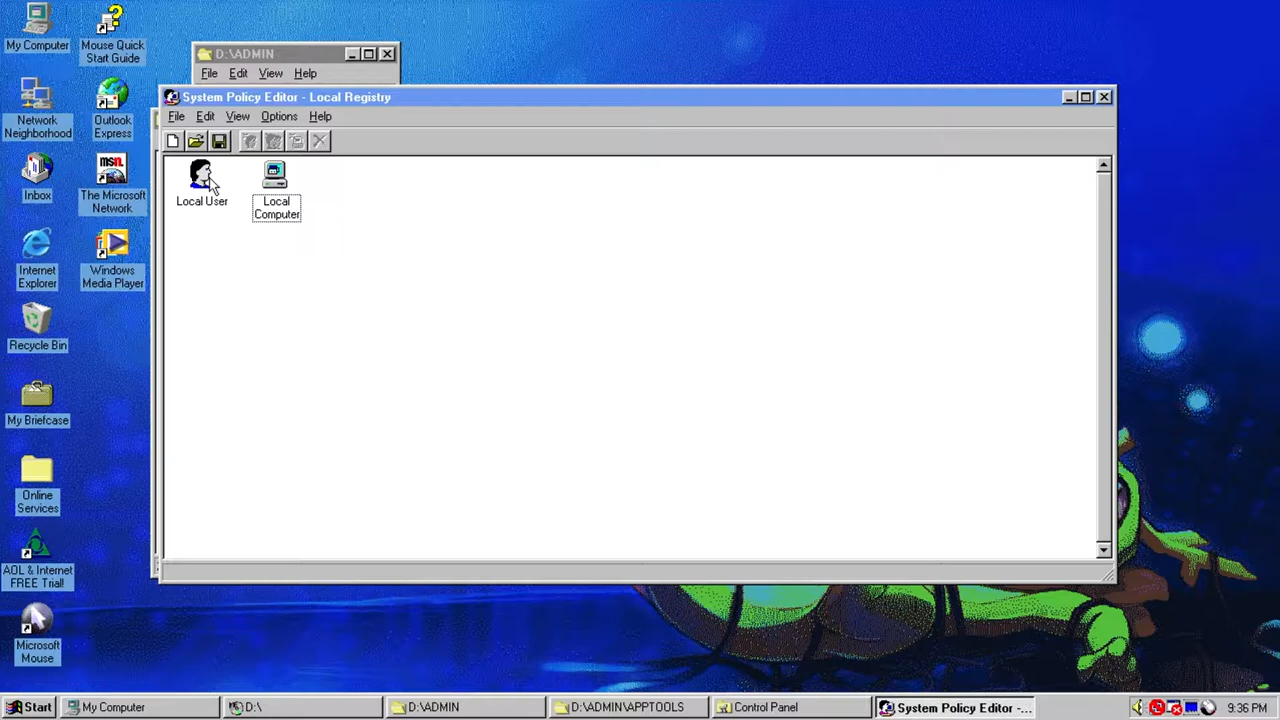 My Computer
Mouse Quick
Start Guide
Network
Neighborhood
Outlook
Express
Inbox
msn.
The Microsoft
Network
Internet
Explorer
Windows
Media Player
Recycle Bin
My Briefcase
Online
Services
AOL & Internet
FREE Trial!
Microsoft
Mouse
D:\ADMIN
File Edit View Help
System Policy Editor - Local Registry
File Edit View Options Help
Local User
Local
Computer
Start
My Computer
D:\
D:\ADMIN
D:\ADMIN\APPTOOLS
Control Panel
System Policy Editor -...
9:36 PM